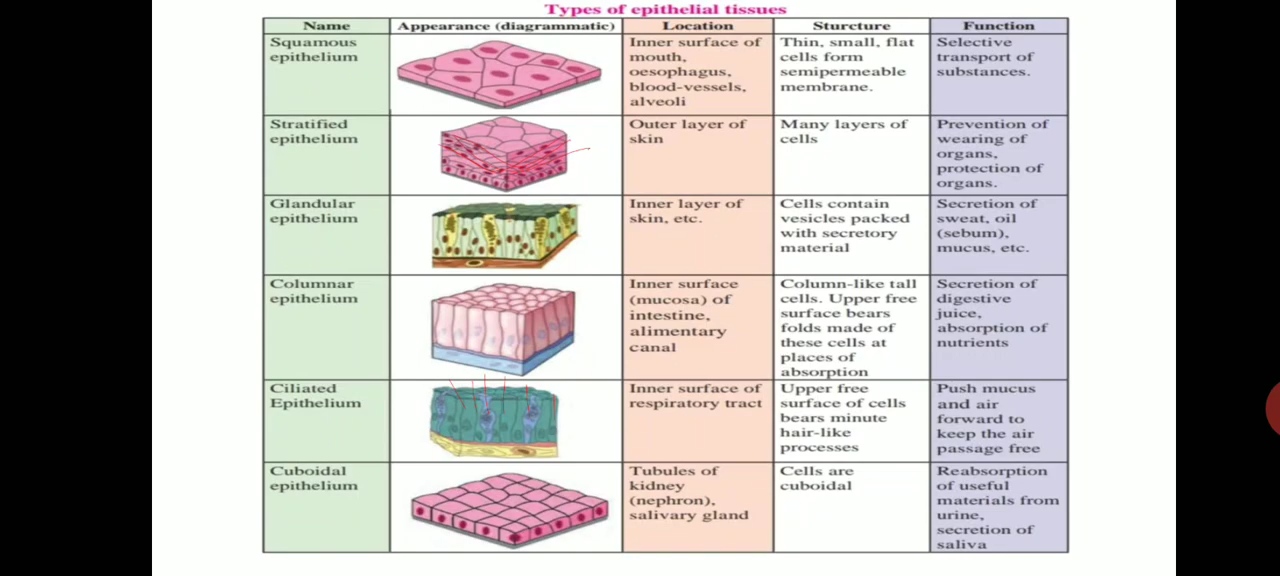 Types of epithelial tissues
Name
Appearance (diagrammatic)
Location
Sturcture
Function
Squamous
epithelium
Inner surface of
mouth,
oesophagus,
blood-vessels,
alveoli
Thin, small, flat
cells form
semipermeable
membrane.
Selective
transport of
substances.
Stratified
epithelium
Outer layer of
skin
Many layers of
cells
Prevention of
wearing of
organs,
protection of
organs.
Glandular
epithelium
Inner layer of
skin, etc.
Cells contain
vesicles packed
with secretory
material
Secretion of
sweat, oil
(sebum),
mucus, etc.
Columnar
epithelium
Inner surface
(mucosa) of
intestine,
alimentary
canal
Column-like tall
cells. Upper free
surface bears
folds made of
these cells at
places of
absorption
Secretion of
digestive
juice,
absorption of
nutrients
Ciliated
Epithelium
Inner surface of
respiratory tract
Upper free
surface of cells
bears minute
hair-like
processes
Push mucus
and air
forward to
keep the air
passage free
Cuboidal
epithelium
Tubules of
kidney
(nephron),
salivary gland
Cells are
cuboidal
Reabsorption
of useful
materials from
urine,
secretion of
saliva